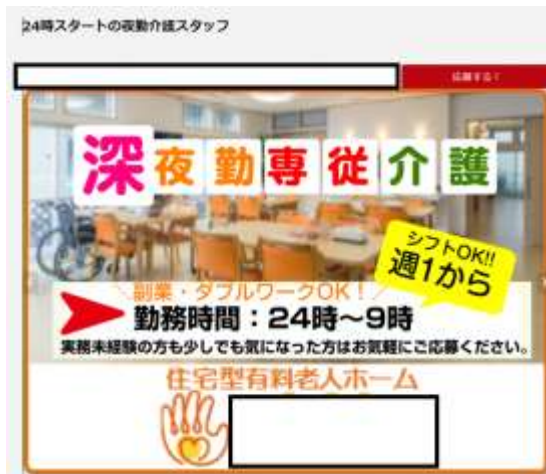 24時スタートの夜勤介護スタッフ
応募する！
深夜勤専従介護
シフトOK!!
週1から
＼副業・ダブルワークOK！／
勤務時間：24時～9時
実務未経験の方も少しでも気になった方はお気軽にご応募ください。
住宅型有料老人ホーム